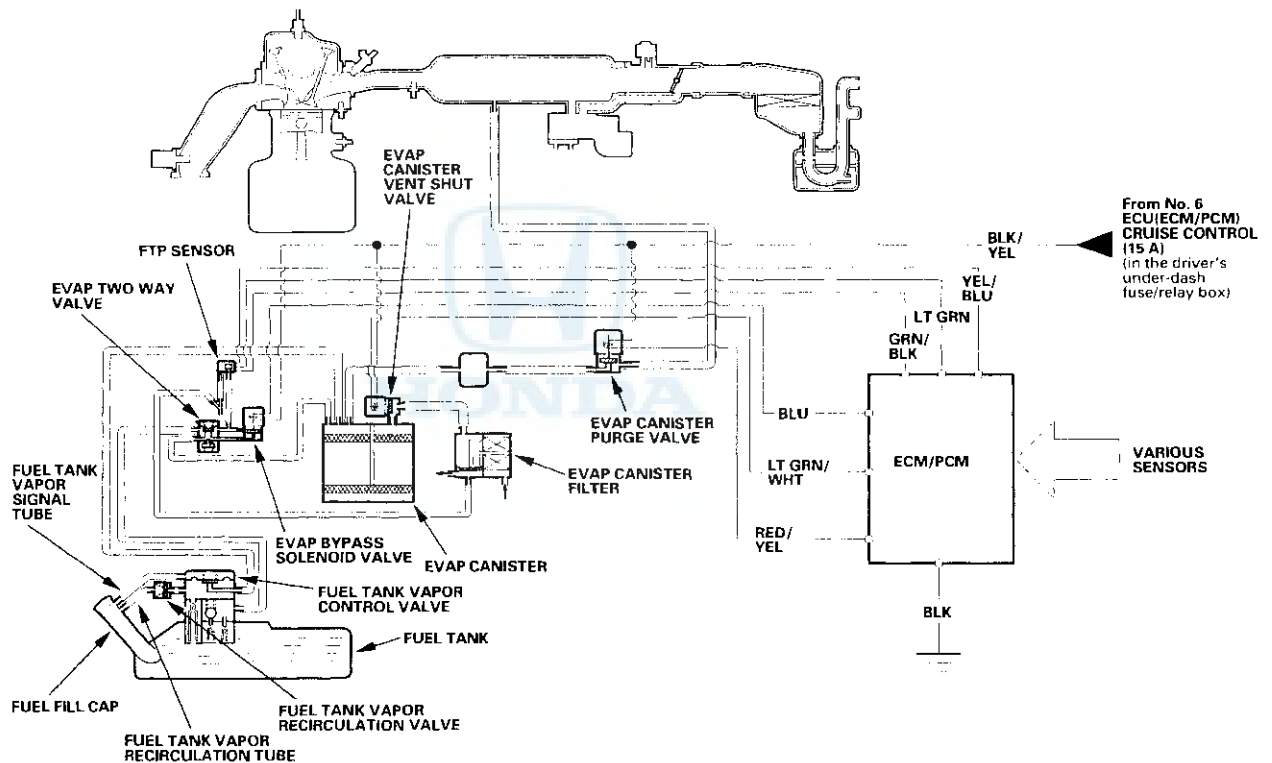 EVAP
CANISTER
VENT SHUT
VALVE
FTP SENSOR
EVAP TWO WAY
VALVE
From No. 6
ECU(ECM/PCM)
CRUISE CONTROL
(15 A)
(in the driver's
under-dash
fuse/relay box)
BLK/
YEL
YEL/
BLU
LT GRN
GRN/
BLK
HONDA
BLU
EVAP CANISTER
PURGE VALVE
LT GRN/
WHT
ECM/PCM
VARIOUS
SENSORS
FUEL TANK
VAPOR
SIGNAL
TUBE
EVAP CANISTER
FILTER
RED/
YEL
EVAP BYPASS
SOLENOID VALVE
EVAP CANISTER
FUEL TANK VAPOR
CONTROL VALVE
BLK
FUEL TANK
FUEL FILL CAP
FUEL TANK VAPOR
RECIRCULATION VALVE
FUEL TANK VAPOR
RECIRCULATION TUBE